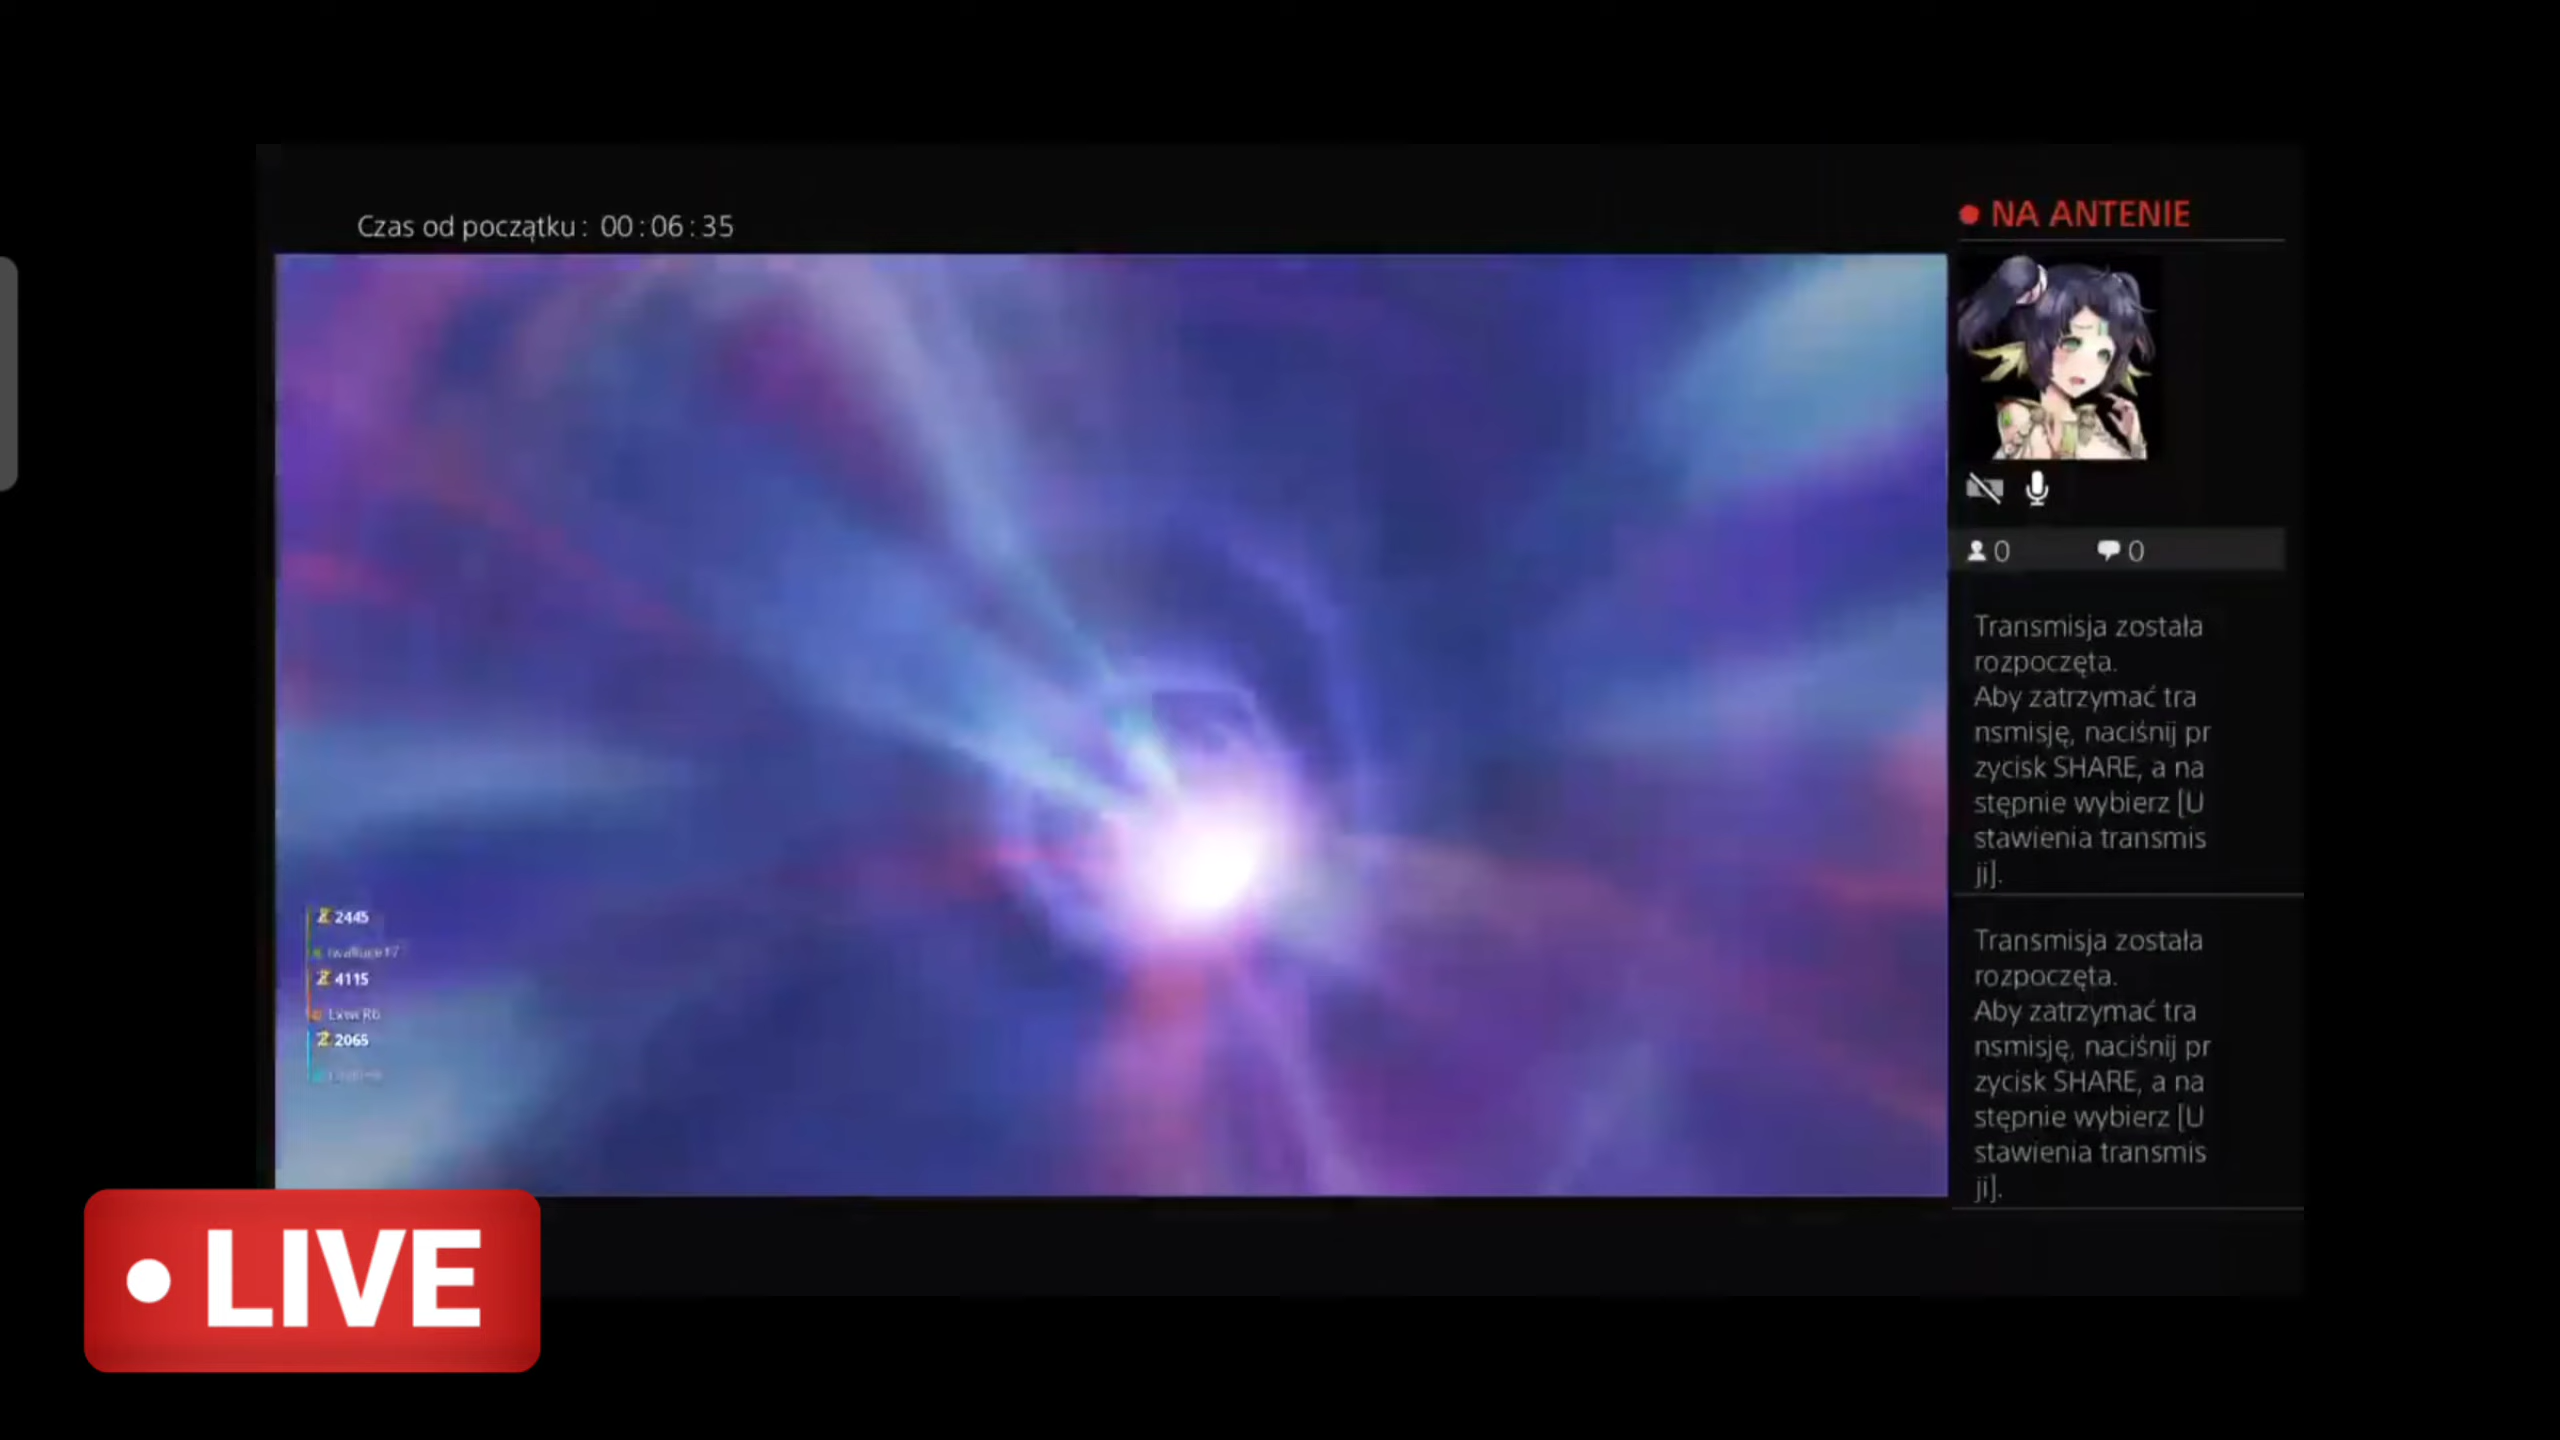 Czas od początku: 00:06:35
NA ANTENIE
0 0
Transmisja została
rozpoczęta.
Aby zatrzymać tra
nsmisję, naciśnij pr
zycisk SHARE, a na
stępnie wybierz [U
stawienia transmis
ji].
Transmisja została
rozpoczęta.
Aby zatrzymać tra
nsmisję, naciśnij pr
zycisk SHARE, a na
stępnie wybierz [U
stawienia transmis
ji].
2445
4115
2065
LIVE